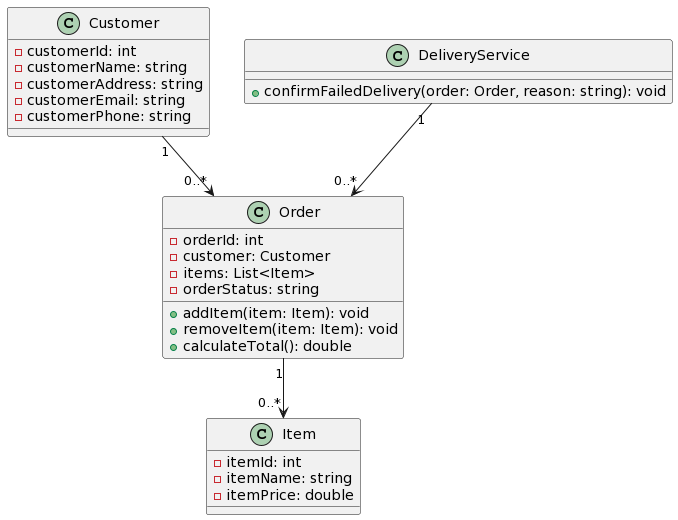 C Customer
customerId: int
customerName: string
customerAddress: string
customerEmail: string
customerPhone: string
C DeliveryService
confirmFailedDelivery(order: Order, reason: string): void
1
0..*
1
0..*
C Order
orderId: int
customer: Customer
items: List<Item>
orderStatus: string
addItem(item: Item): void
removeItem(item: Item): void
calculateTotal(): double
1
0..*
C Item
itemId: int
itemName: string
itemPrice: double